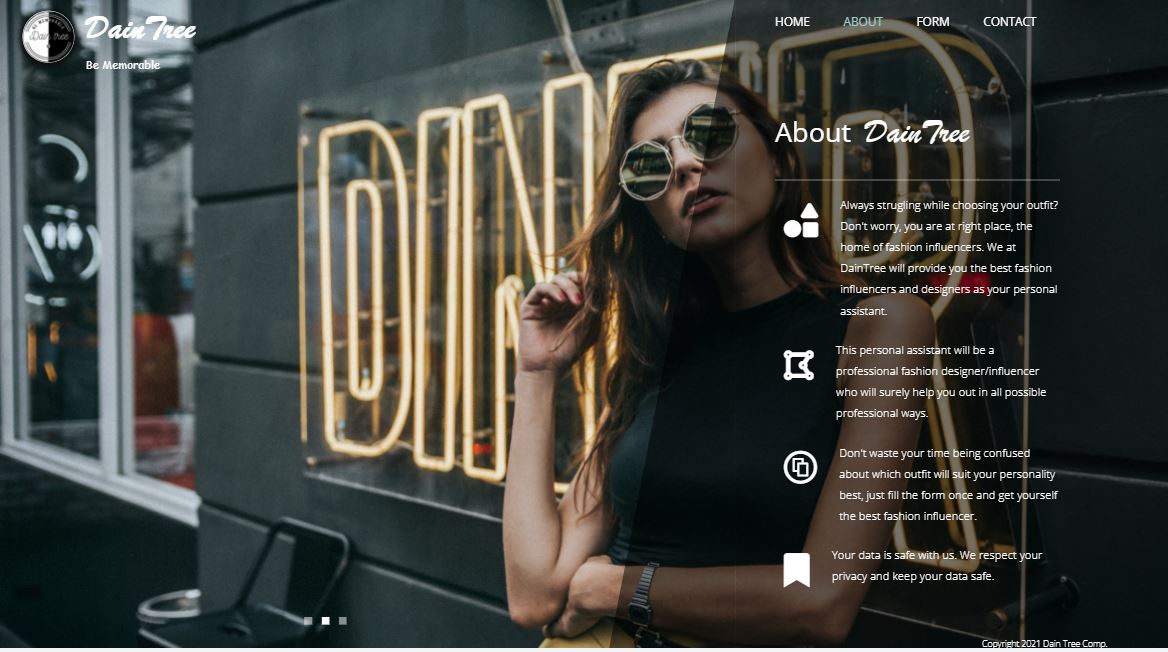 Dain Tree
Be Memorable
HOME ABOUT FORM CONTACT
DINE
About DainTree
Always strugling while choosing your outfit?
Don't worry, you are at right place, the
home of fashion influencers. We at
DainTree will provide you the best fashion
influencers and designers as your personal
assistant.
This personal assistant will be a
professional fashion designer/influencer
who will surely help you out in all possible
professional ways.
Don't waste your time being confused
about which outfit will suit your personality
best, just fill the form once and get yourself
the best fashion influencer.
Your data is safe with us. We respect your
privacy and keep your data safe.
Copyright 2021 Dain Tree Comp.